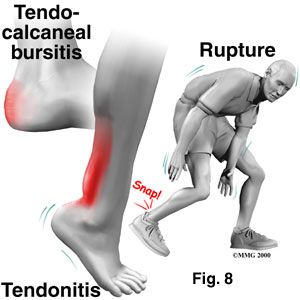 Tendo-
calcaneal
bursitis
Rupture
Snap!
©MMG 2000
Fig. 8
Tendonitis